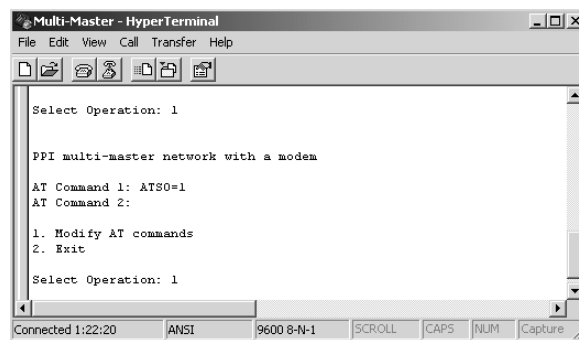 Multi-Master - HyperTerminal
File Edit View Call Transfer Help
Select Operation: 1
PPI multi-master network with a modem
AT Command 1: ATS0=1
AT Command 2:
1. Modify AT commands
2. Exit
Select Operation: 1
Connected 1:22:20 ANSI 9600 8-N-1 SCROLL CAPS NUM Capture